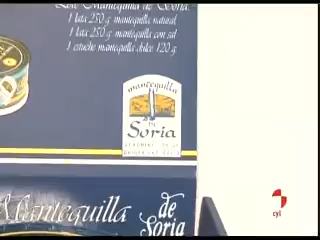 Lote Mantequilla de Soria:
1 lata 250 g mantequilla natural
1 lata 250 g mantequilla con sal
1 estuche mantequilla dulce 120 g
mantequilla
DE
Soria
Mantequilla de
Soria
cyl